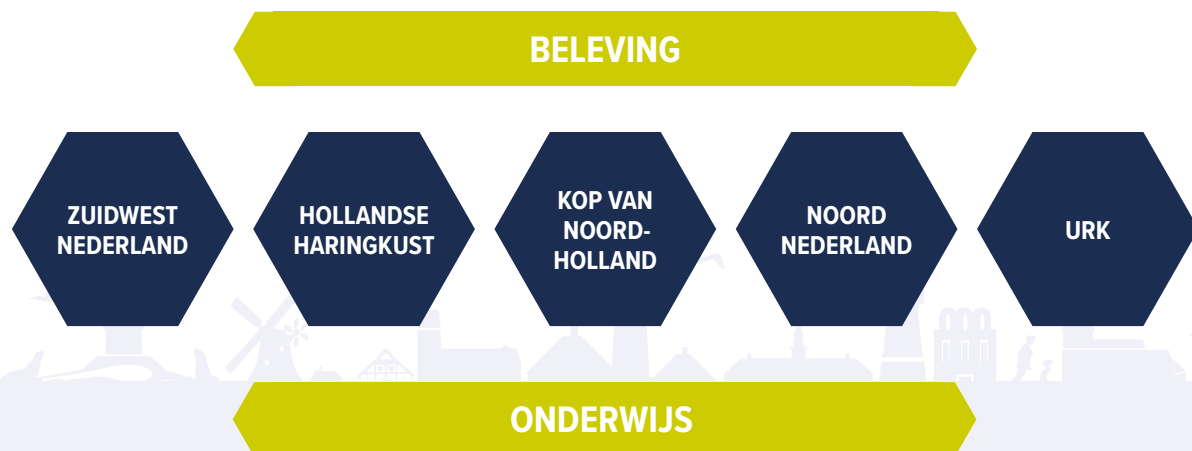 BELEVING
ZUIDWEST
NEDERLAND
HOLLANDSE
HARINGKUST
KOP VAN
NOORD-
HOLLAND
NOORD
NEDERLAND
URK
ONDERWIJS